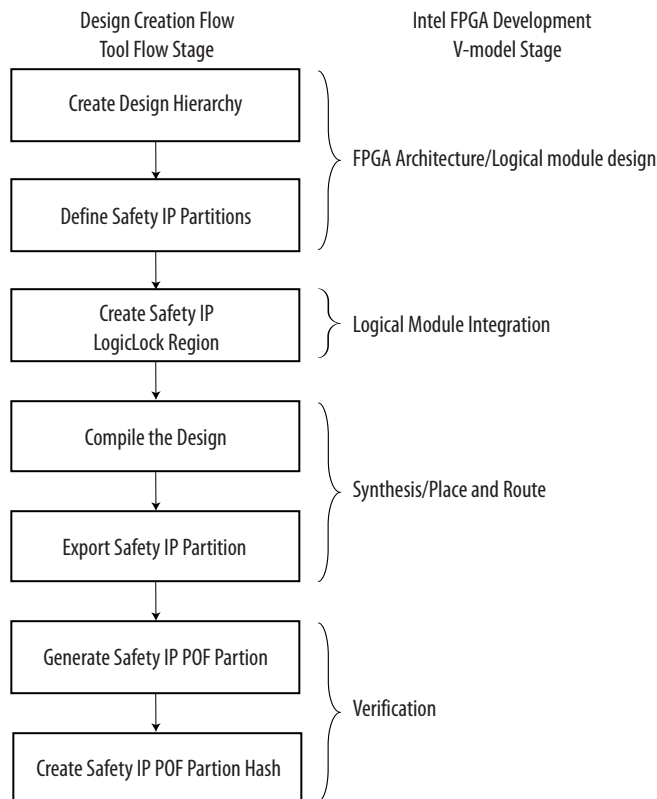 Design Creation Flow
Tool Flow Stage
Intel FPGA Development
V-model Stage
Create Design Hierarchy
FPGA Architecture/Logical module design
Define Safety IP Partitions
Create Safety IP
LogicLock Region
Logical Module Integration
Compile the Design
Synthesis/Place and Route
Export Safety IP Partition
Generate Safety IP POF Partion
Verification
Create Safety IP POF Partion Hash